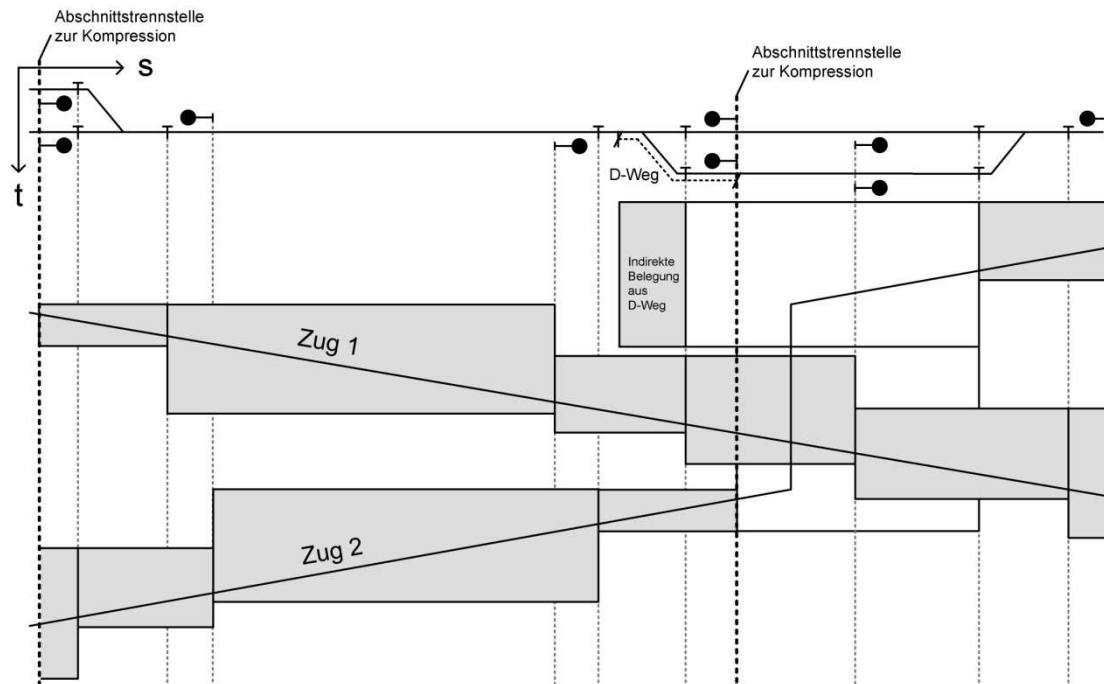 Abschnittstrennstelle
zur Kompression
Abschnittstrennstelle
zur Kompression
s
t
D-Weg
Indirekte
Belegung
aus
D-Weg
Zug 1
Zug 2